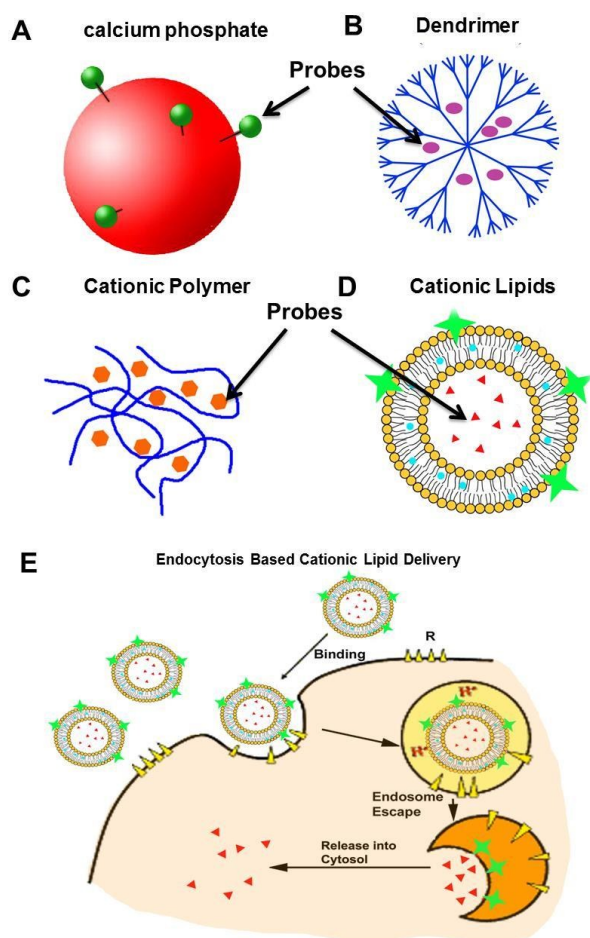 A
calcium phosphate
B
Dendrimer
Probes
C
Cationic Polymer
D
Cationic Lipids
Probes
E
Endocytosis Based Cationic Lipid Delivery
Binding
R
H⁺
H⁺
Endosome
Escape
Release into
Cytosol